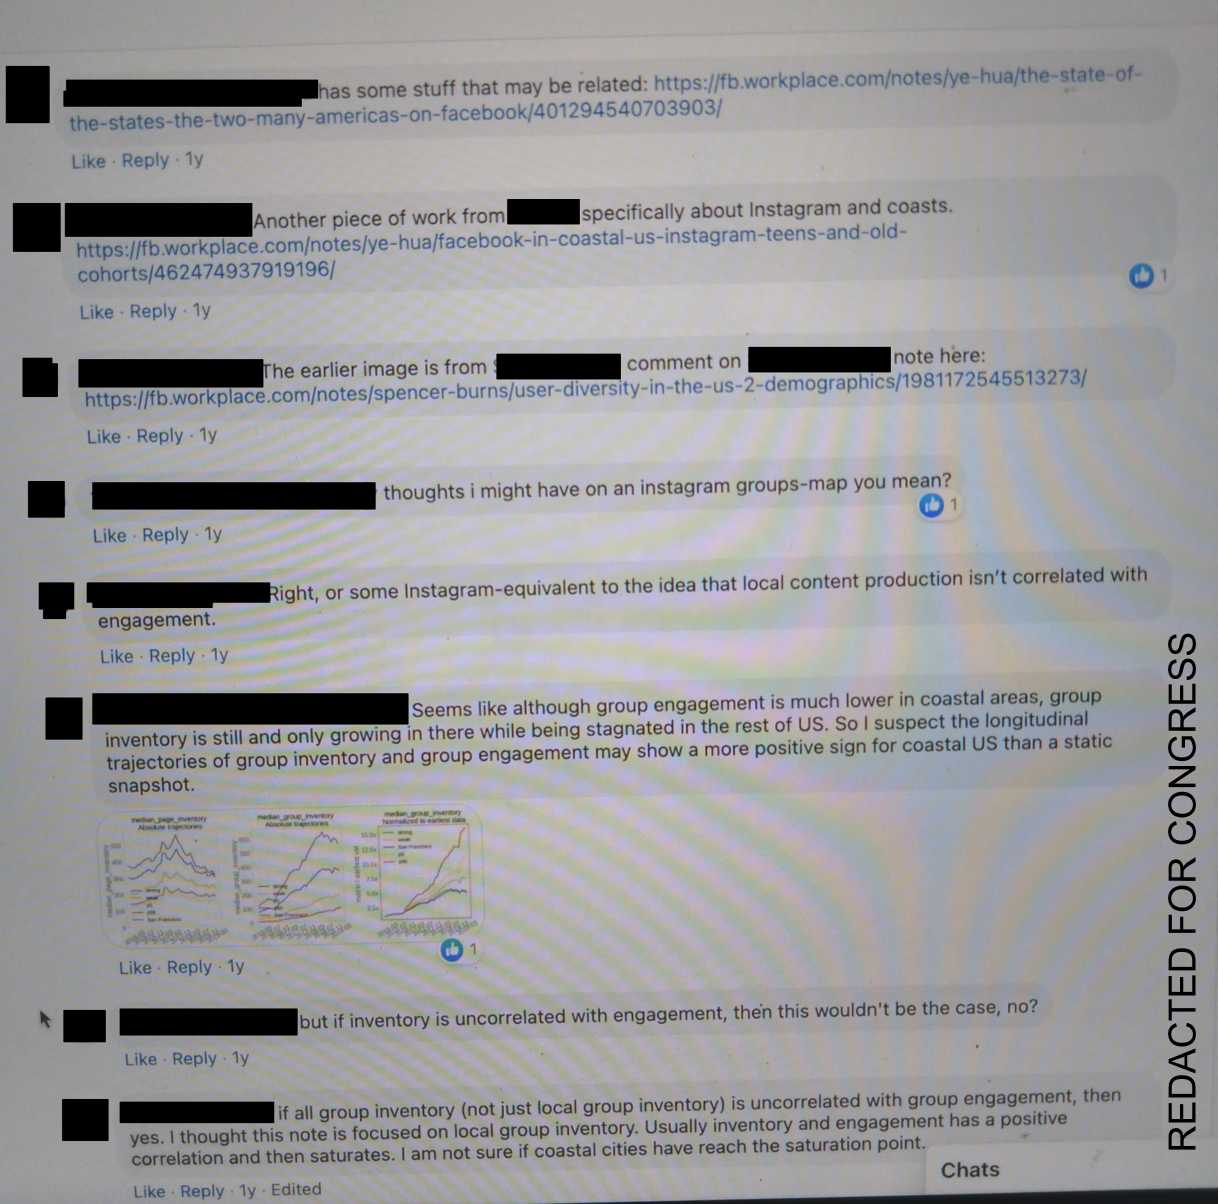 has some stuff that may be related: https://fb.workplace.com/notes/ye-hua/the-state-of-
the-states-the-two-many-americas-on-facebook/401294540703903/
Like · Reply · 1y
Another piece of work from specifically about Instagram and coasts.
https://fb.workplace.com/notes/ye-hua/facebook-in-coastal-us-instagram-teens-and-old-
cohorts/462474937919196/
1
Like · Reply · 1y
The earlier image is from comment on note here:
https://fb.workplace.com/notes/spencer-burns/user-diversity-in-the-us-2-demographics/1981172545513273/
Like · Reply · 1y
thoughts i might have on an instagram groups-map you mean?
1
Like · Reply · 1y
Right, or some Instagram-equivalent to the idea that local content production isn't correlated with
engagement.
Like · Reply · 1y
Seems like although group engagement is much lower in coastal areas, group
inventory is still and only growing in there while being stagnated in the rest of US. So I suspect the longitudinal
trajectories of group inventory and group engagement may show a more positive sign for coastal US than a static
snapshot.
median_page_inventory
Absolute trajectories
median_group_inventory
Absolute trajectories
median_group_inventory
Normalized to earliest data
1
Like · Reply · 1y
but if inventory is uncorrelated with engagement, then this wouldn't be the case, no?
Like · Reply · 1y
if all group inventory (not just local group inventory) is uncorrelated with group engagement, then
yes. I thought this note is focused on local group inventory. Usually inventory and engagement has a positive
correlation and then saturates. I am not sure if coastal cities have reach the saturation point.
Like · Reply · 1y · Edited
Chats
REDACTED FOR CONGRESS